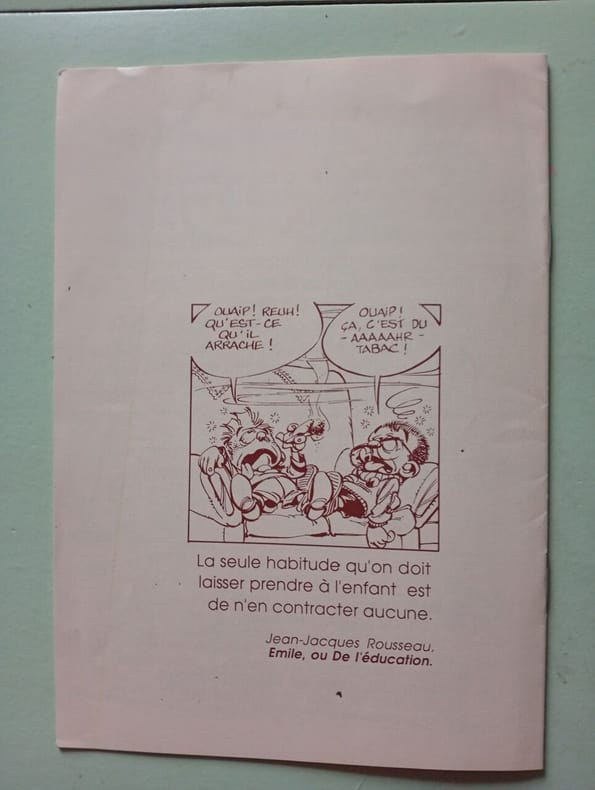 OUAIP! REUH!
QU'EST-CE
QU'IL
ARRACHE!
OUAIP!
ÇA, C'EST DU
- AAAAAHR -
TABAC!
La seule habitude qu'on doit
laisser prendre à l'enfant est
de n'en contracter aucune.
Jean-Jacques Rousseau,
Emile, ou De l'éducation.